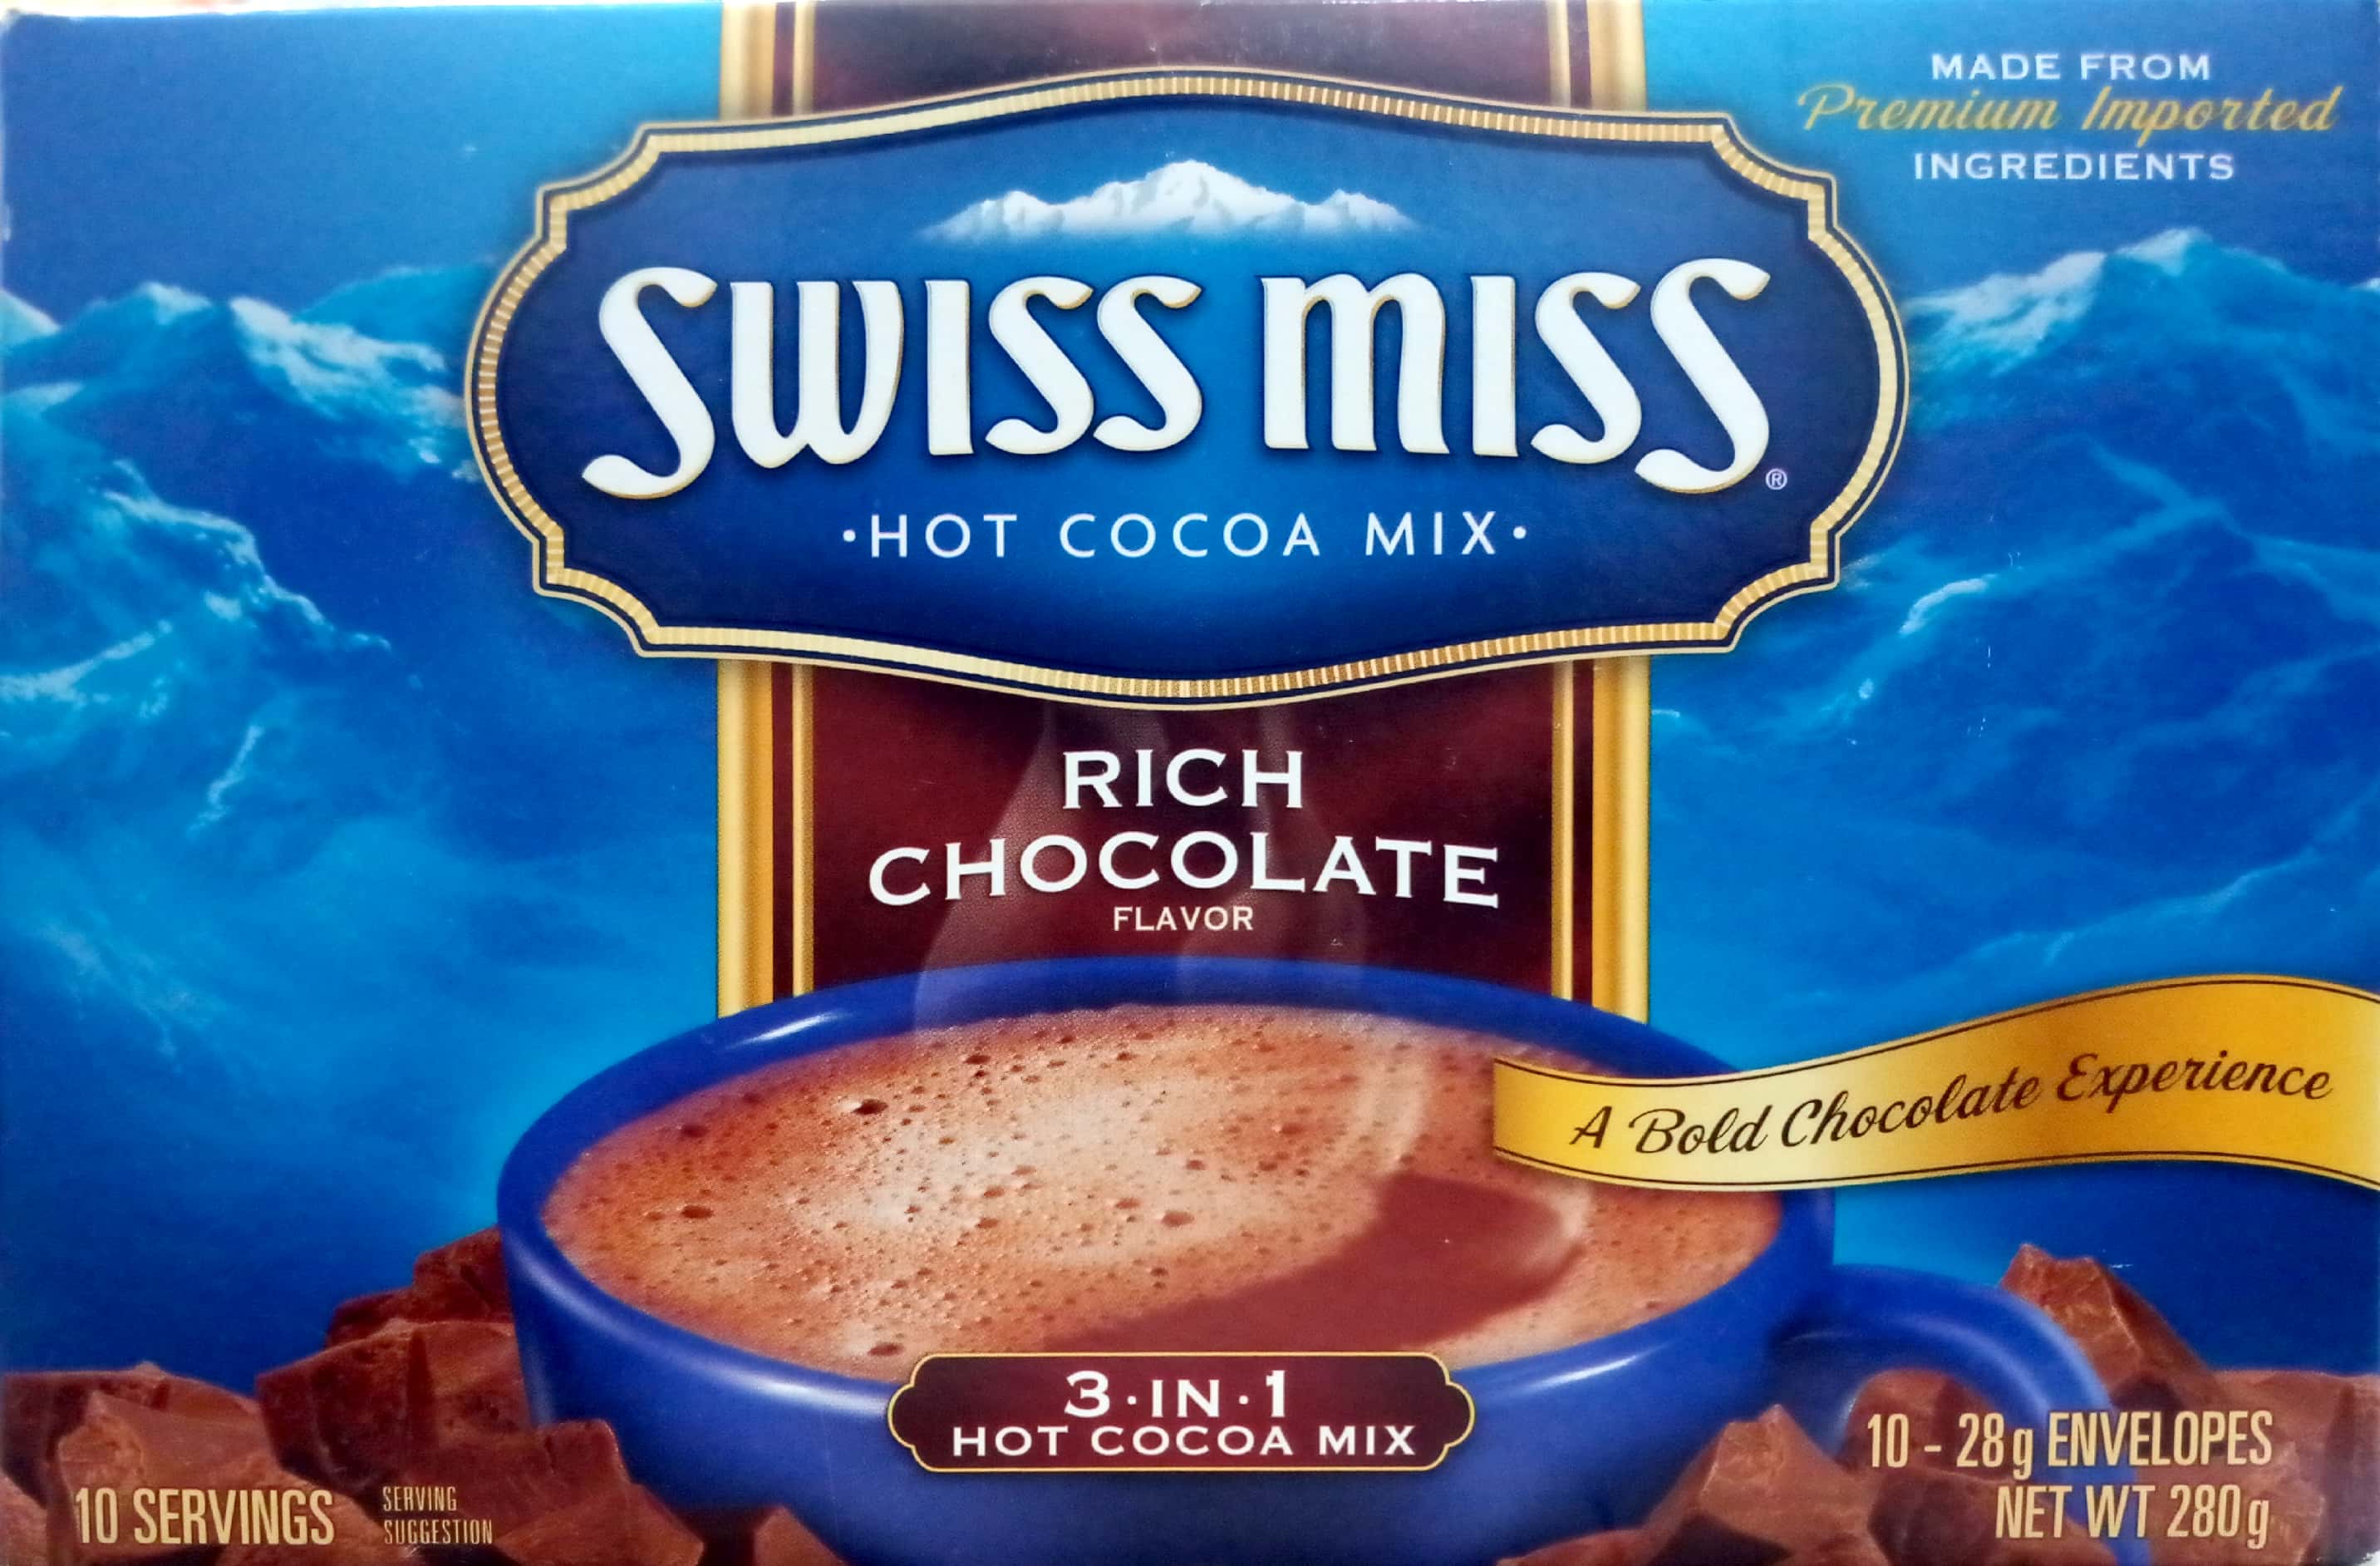 MADE FROM
Premium Imported
INGREDIENTS
SWISS MISS®
·HOT COCOA MIX·
RICH
CHOCOLATE
FLAVOR
A Bold Chocolate Experience
3·IN·1
HOT COCOA MIX
10 SERVINGS
SERVING
SUGGESTION
10 - 28g ENVELOPES
NET WT 280g